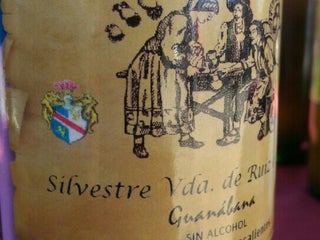 Silvestre Vda. de Ruiz
Guanábana
SIN ALCOHOL